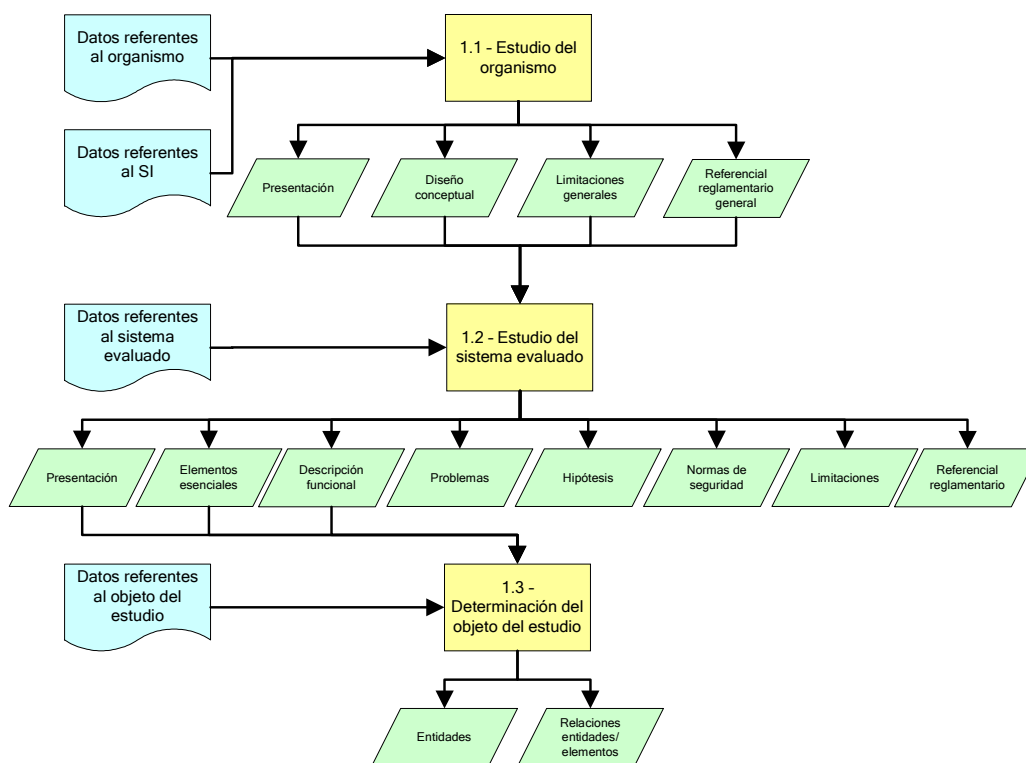 Datos referentes
al organismo
1.1 - Estudio del
organismo
Datos referentes
al SI
Presentación
Diseño
conceptual
Limitaciones
generales
Referencial
reglamentario
general
Datos referentes
al sistema
evaluado
1.2 - Estudio del
sistema evaluado
Presentación
Elementos
esenciales
Descripción
funcional
Problemas
Hipótesis
Normas de
seguridad
Limitaciones
Referencial
reglamentario
Datos referentes
al objeto del
estudio
1.3 -
Determinación del
objeto del estudio
Entidades
Relaciones
entidades/
elementos